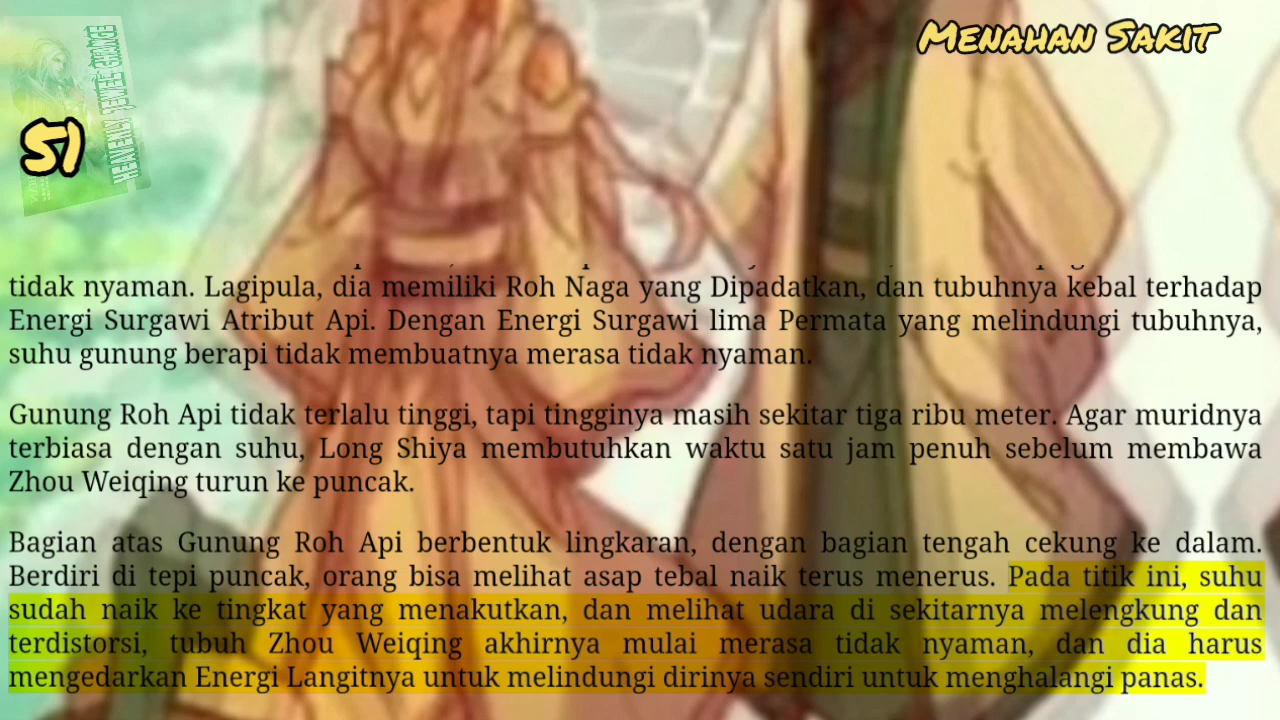 Menahan Sakit
HEAVENLY JEWEL CHANGE
51
tidak nyaman. Lagipula, dia memiliki Roh Naga yang Dipadatkan, dan tubuhnya kebal terhadap
Energi Surgawi Atribut Api. Dengan Energi Surgawi lima Permata yang melindungi tubuhnya,
suhu gunung berapi tidak membuatnya merasa tidak nyaman.
Gunung Roh Api tidak terlalu tinggi, tapi tingginya masih sekitar tiga ribu meter. Agar muridnya
terbiasa dengan suhu, Long Shiya membutuhkan waktu satu jam penuh sebelum membawa
Zhou Weiqing turun ke puncak.
Bagian atas Gunung Roh Api berbentuk lingkaran, dengan bagian tengah cekung ke dalam.
Berdiri di tepi puncak, orang bisa melihat asap tebal naik terus menerus. Pada titik ini, suhu
sudah naik ke tingkat yang menakutkan, dan melihat udara di sekitarnya melengkung dan
terdistorsi, tubuh Zhou Weiqing akhirnya mulai merasa tidak nyaman, dan dia harus
mengedarkan Energi Langitnya untuk melindungi dirinya sendiri untuk menghalangi panas.